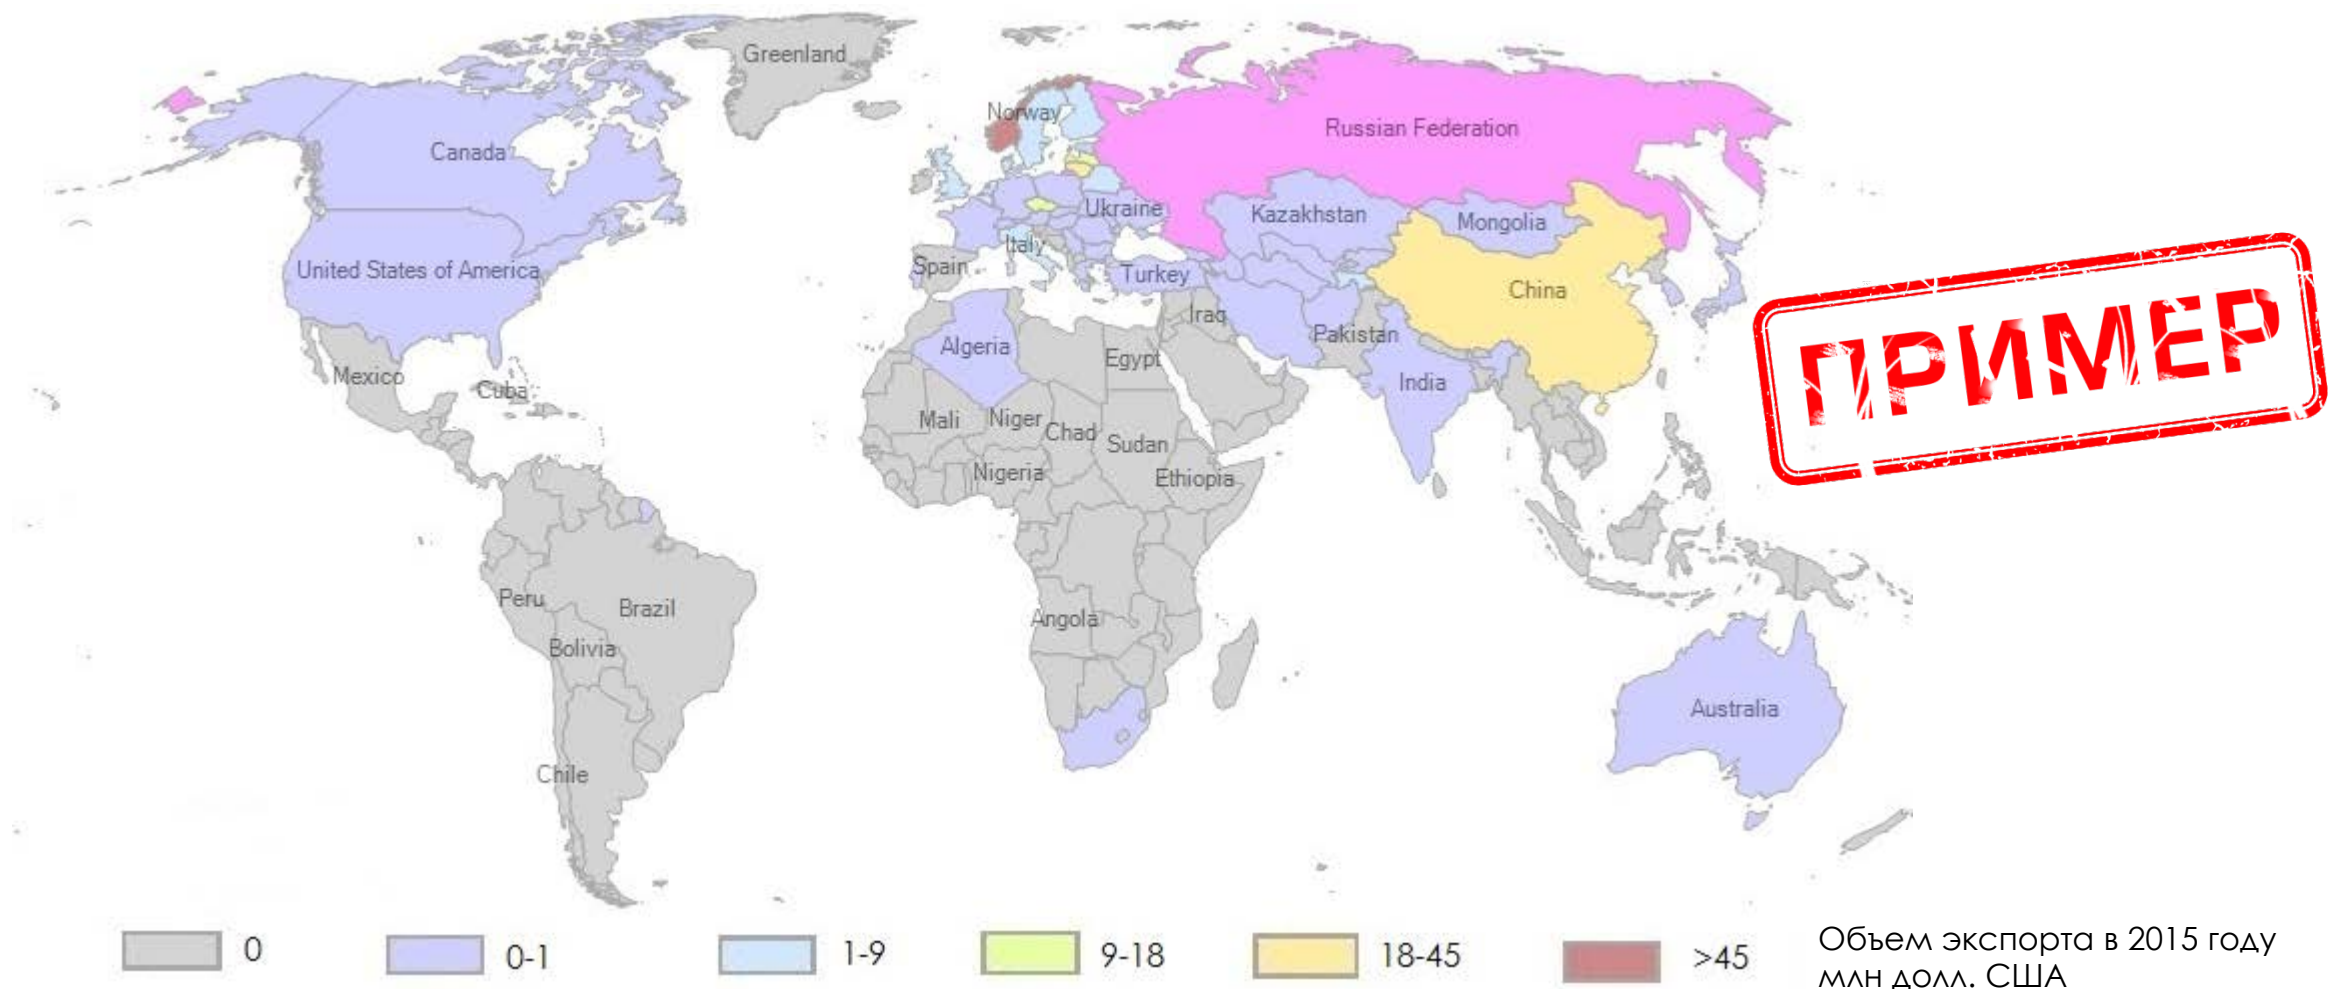 Greenland
Norway
Russian Federation
Canada
Ukraine
Kazakhstan
Mongolia
Italy
United States of America
Spain
Turkey
China
ПРИМЕР
Iraq
Pakistan
Algeria
Egypt
India
Mexico
Cuba
Mali
Niger
Chad
Sudan
Nigeria
Ethiopia
Peru
Brazil
Angola
Bolivia
Australia
Chile
0
0-1
1-9
9-18
18-45
>45
Объем экспорта в 2015 году
млн долл. США